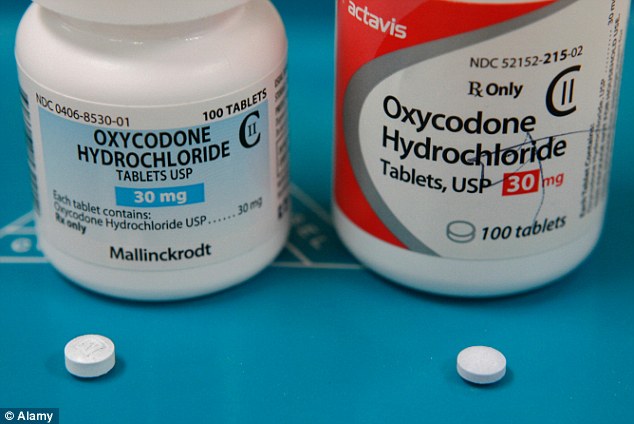 NDC 0406-8530-01
100 TABLETS
OXYCODONE CII
HYDROCHLORIDE
TABLETS USP
30 mg
Each tablet contains:
Oxycodone Hydrochloride USP ...... 30 mg
Rx only
Mallinckrodt
actavis
NDC 52152-215-02
Rx Only CII
Oxycodone
Hydrochloride
Tablets, USP 30 mg
100 tablets
© Alamy